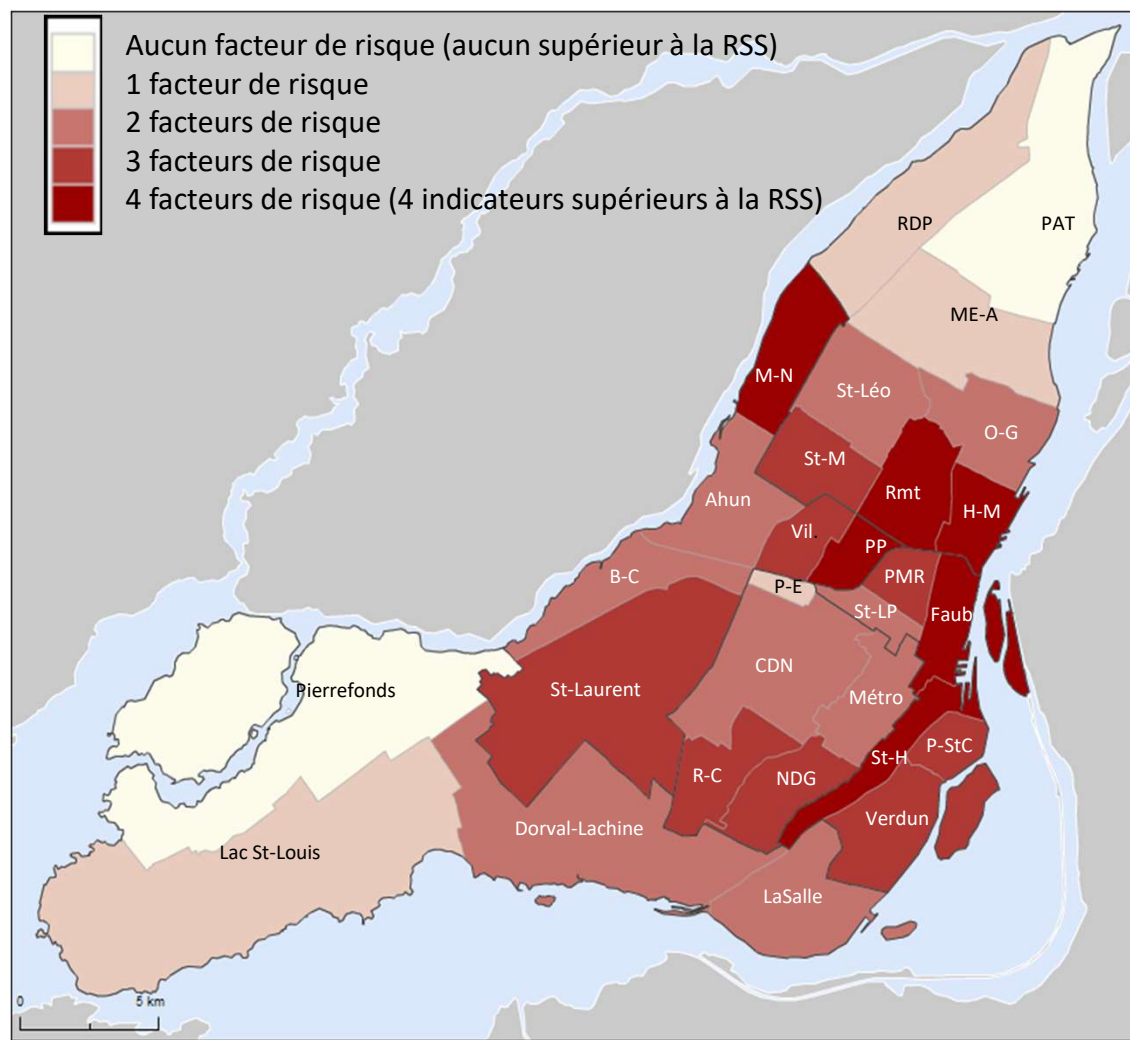 Aucun facteur de risque (aucun supérieur à la RSS)
1 facteur de risque
2 facteurs de risque
3 facteurs de risque
4 facteurs de risque (4 indicateurs supérieurs à la RSS)
RDP
PAT
ME-A
M-N
St-Léo
O-G
St-M
Rmt
Ahun
H-M
Vil.
PP
B-C
P-E
PMR
St-LP
Faub
CDN
Pierrefonds
St-Laurent
Métro
St-H
P-StC
R-C
NDG
Verdun
Dorval-Lachine
Lac St-Louis
LaSalle
0 5 km